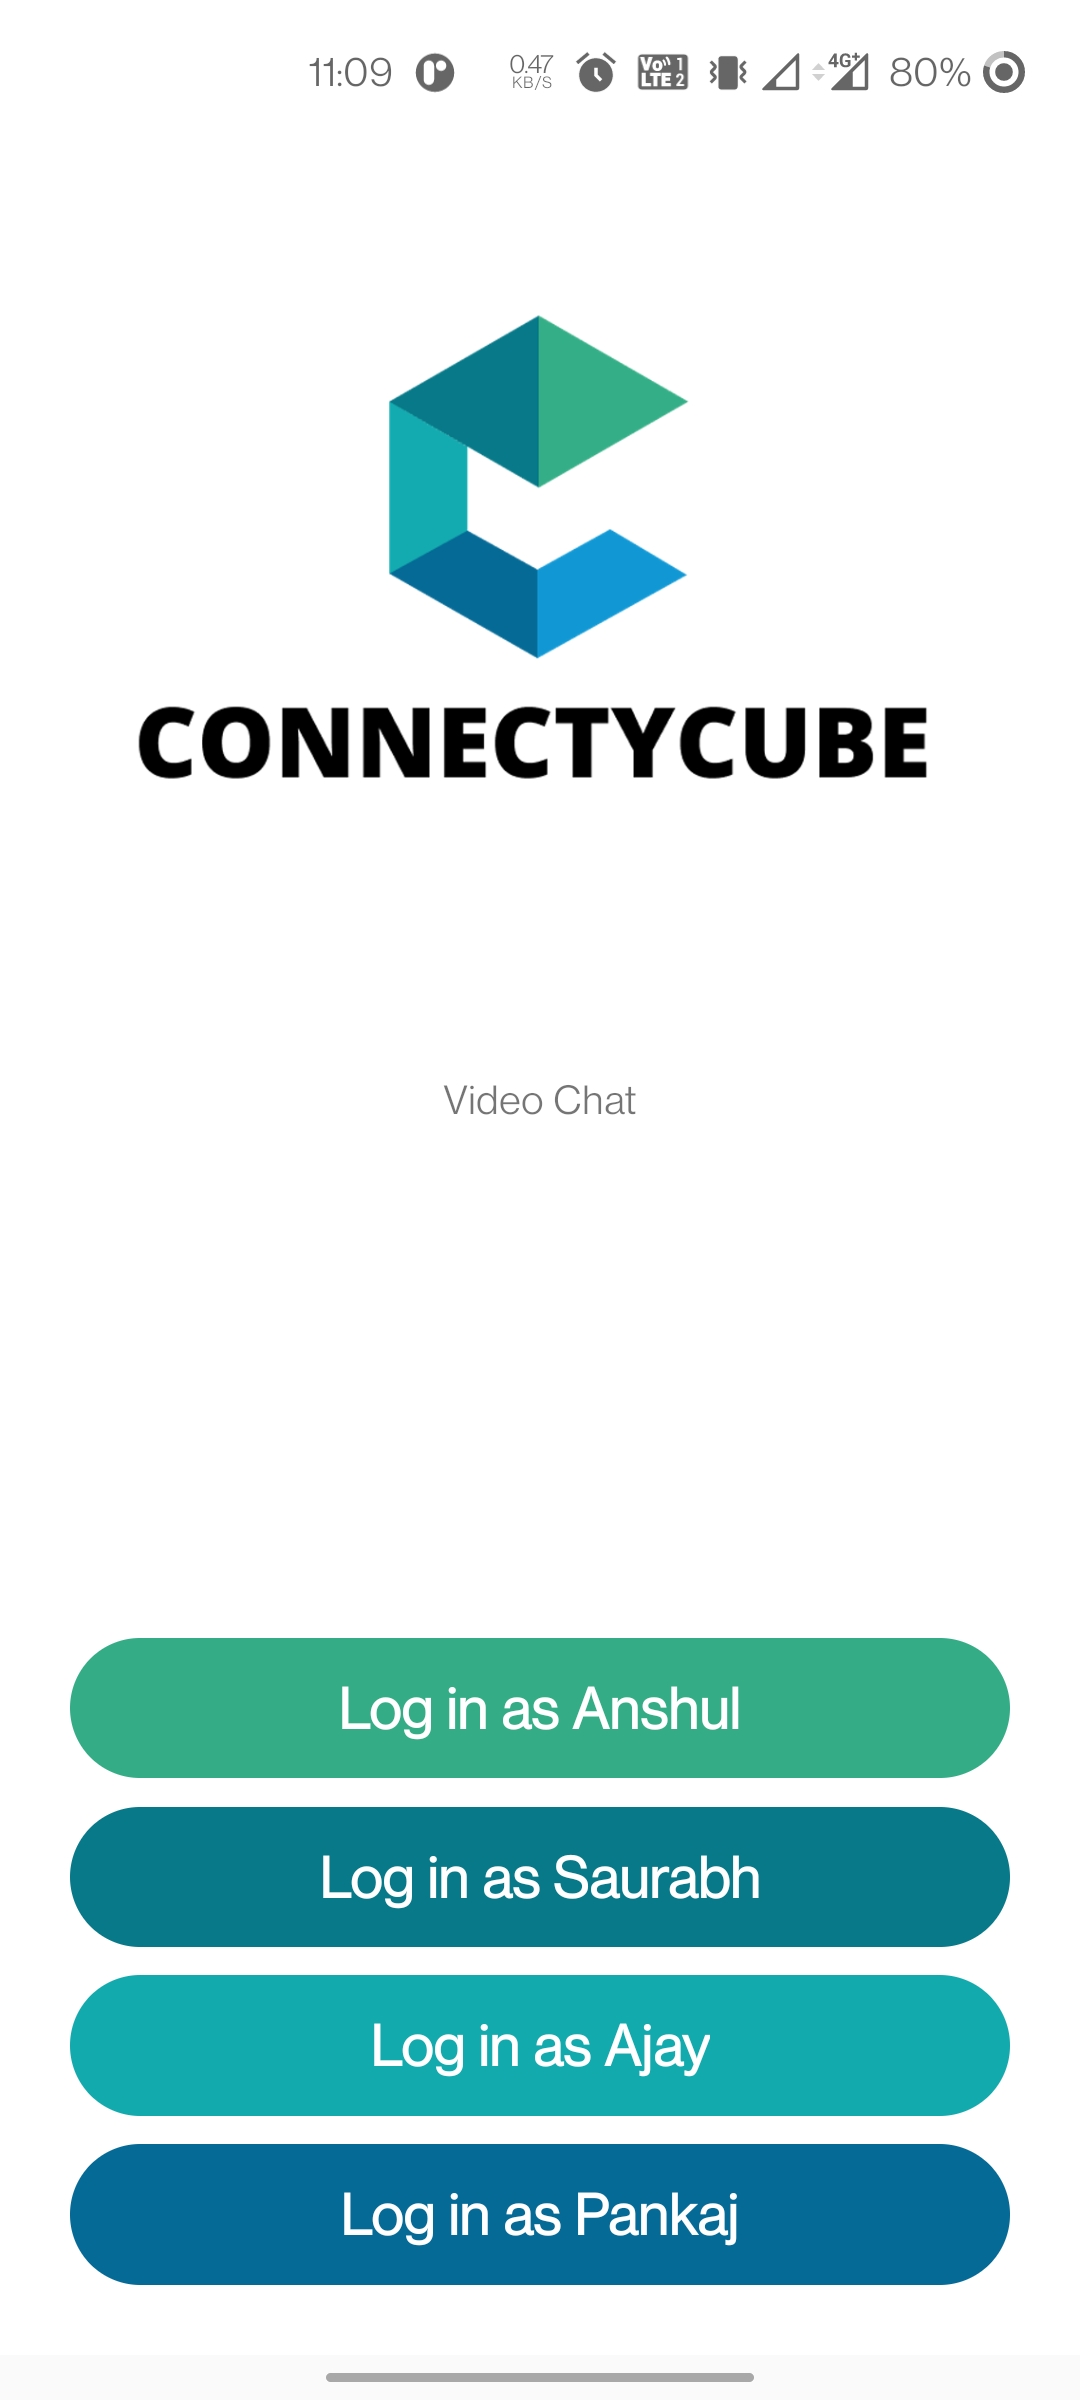 11:09 0.47 KB/S Vo)) 1 LTE 2 4G+ 80%
CONNECTYCUBE
Video Chat
Log in as Anshul
Log in as Saurabh
Log in as Ajay
Log in as Pankaj